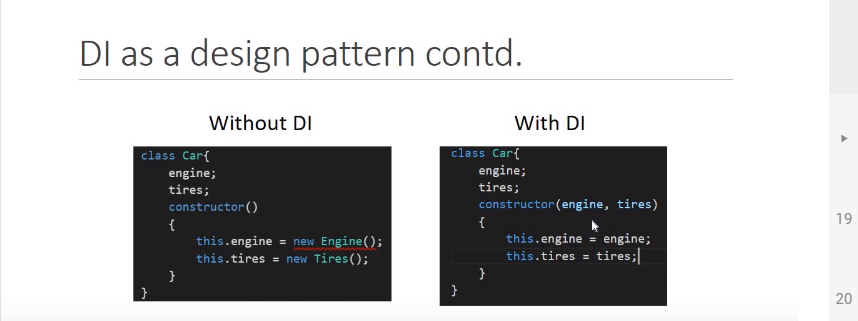 DI as a design pattern contd.
Without DI
class Car{
engine;
tires;
constructor()
{
this.engine = new Engine();
this.tires = new Tires();
}
}
With DI
class Car{
engine;
tires;
constructor(engine, tires)
{
this.engine = engine;
this.tires = tires;
}
}
19
20